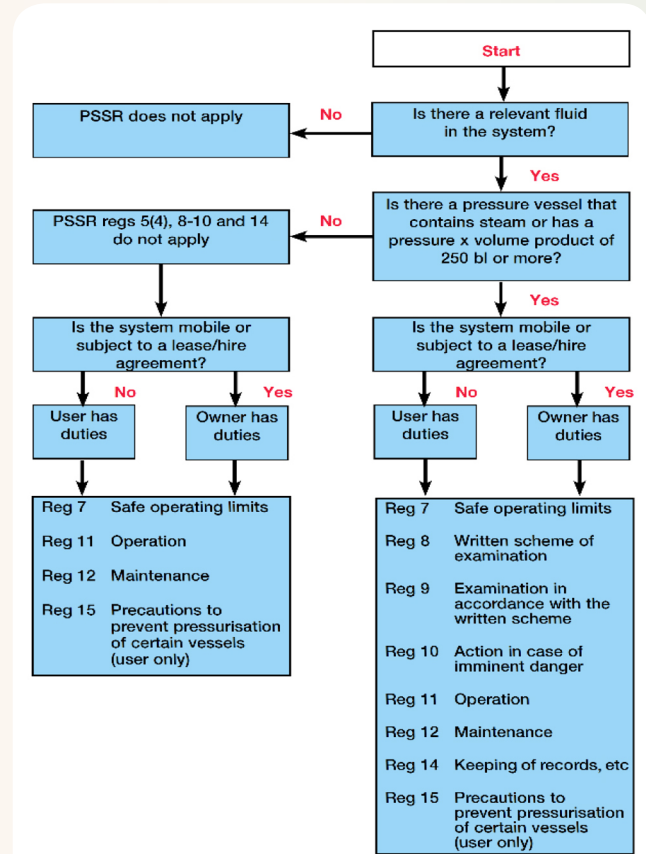 Start
PSSR does not apply
No
Is there a relevant fluid
in the system?
Yes
PSSR regs 5(4), 8-10 and 14
do not apply
No
Is there a pressure vessel that
contains steam or has a
pressure x volume product of
250 bl or more?
Yes
Is the system mobile or
subject to a lease/hire
agreement?
No
Yes
User has
duties
Owner has
duties
Is the system mobile or
subject to a lease/hire
agreement?
No
Yes
User has
duties
Owner has
duties
Reg 7 Safe operating limits
Reg 11 Operation
Reg 12 Maintenance
Reg 15 Precautions to
prevent pressurisation
of certain vessels
(user only)
Reg 7 Safe operating limits
Reg 8 Written scheme of
examination
Reg 9 Examination in
accordance with the
written scheme
Reg 10 Action in case of
imminent danger
Reg 11 Operation
Reg 12 Maintenance
Reg 14 Keeping of records, etc
Reg 15 Precautions to
prevent pressurisation
of certain vessels
(user only)